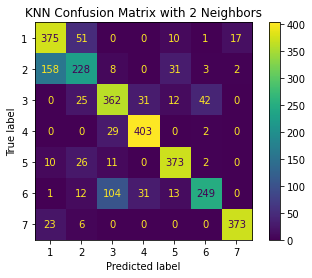 KNN Confusion Matrix with 2 Neighbors
1 375 51 0 0 10 1 17
2 158 228 8 0 31 3 2
3 0 25 362 31 12 42 0
4 0 0 29 403 0 2 0
5 10 26 11 0 373 2 0
6 1 12 104 31 13 249 0
7 23 6 0 0 0 0 373
1 2 3 4 5 6 7
Predicted label
True label
400
350
300
250
200
150
100
50
0